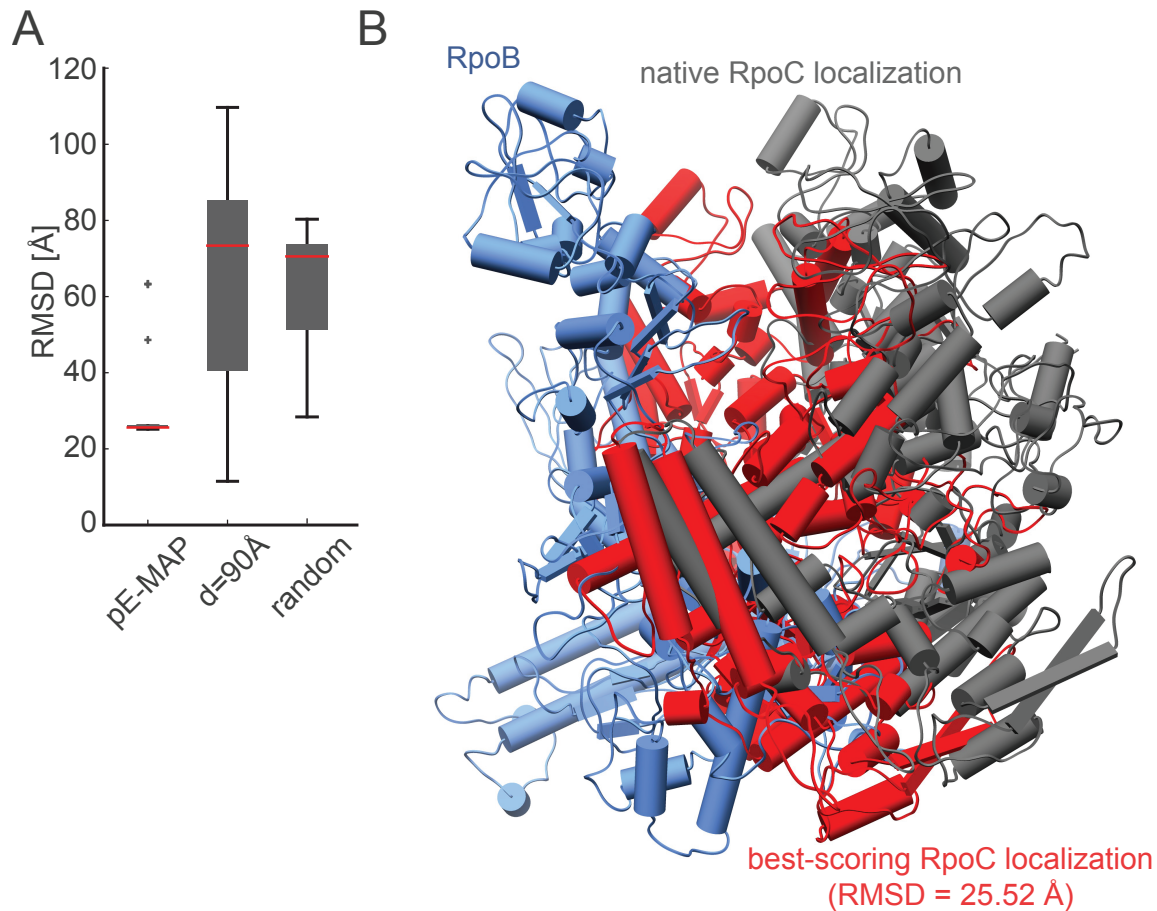 A
B
RpoB
native RpoC localization
RMSD [Å]
120
100
80
60
40
20
0
pE-MAP
d=90Å
random
best-scoring RpoC localization
(RMSD = 25.52 Å)